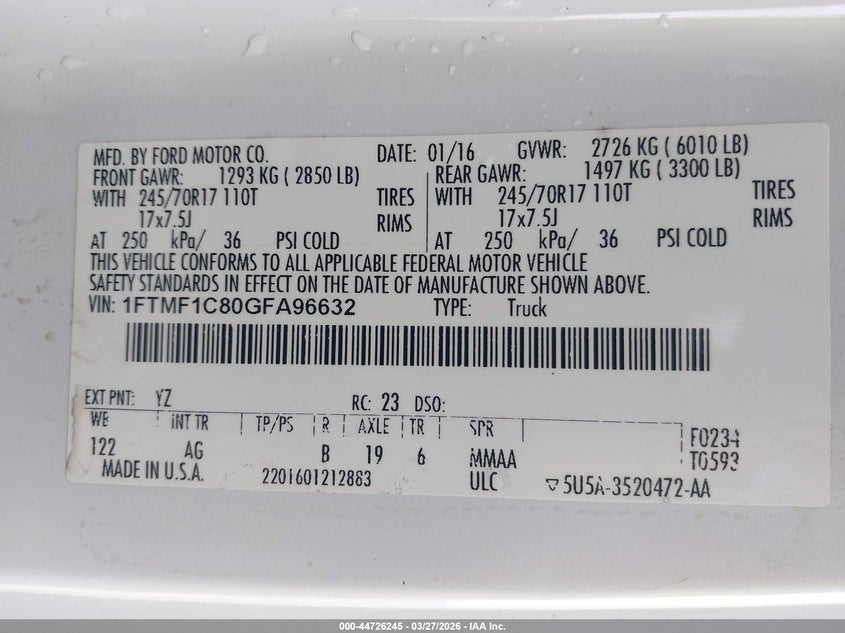 MFD. BY FORD MOTOR CO. DATE: 01/16 GVWR: 2726 KG ( 6010 LB)
FRONT GAWR: 1293 KG ( 2850 LB) REAR GAWR: 1497 KG ( 3300 LB)
WITH 245/70R17 110T TIRES WITH 245/70R17 110T TIRES
17x7.5J RIMS 17x7.5J RIMS
AT 250 kPa/ 36 PSI COLD AT 250 kPa/ 36 PSI COLD
THIS VEHICLE CONFORMS TO ALL APPLICABLE FEDERAL MOTOR VEHICLE
SAFETY STANDARDS IN EFFECT ON THE DATE OF MANUFACTURE SHOWN ABOVE.
VIN: 1FTMF1C80GFA96632 TYPE: Truck
EXT PNT: YZ RC: 23 DSO:
WB INT TR TP/PS R AXLE TR SPR F0234
122 AG B 19 6 MMAA T0593
MADE IN U.S.A. 2201601212883 ULC ▽5U5A-3520472-AA
000-44726245 - 03/27/2026 - IAA Inc.